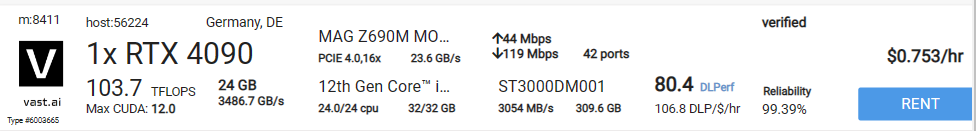 m:8411
host:56224
Germany, DE
verified
V
vast.ai
Type #6003665
1x RTX 4090
103.7 TFLOPS
Max CUDA: 12.0
24 GB
3486.7 GB/s
MAG Z690M MO...
PCIE 4.0,16x 23.6 GB/s
12th Gen Core™ i...
24.0/24 cpu 32/32 GB
↑44 Mbps
↓119 Mbps 42 ports
ST3000DM001
3054 MB/s 309.6 GB
80.4 DLPerf
106.8 DLP/$/hr
Reliability
99.39%
$0.753/hr
RENT